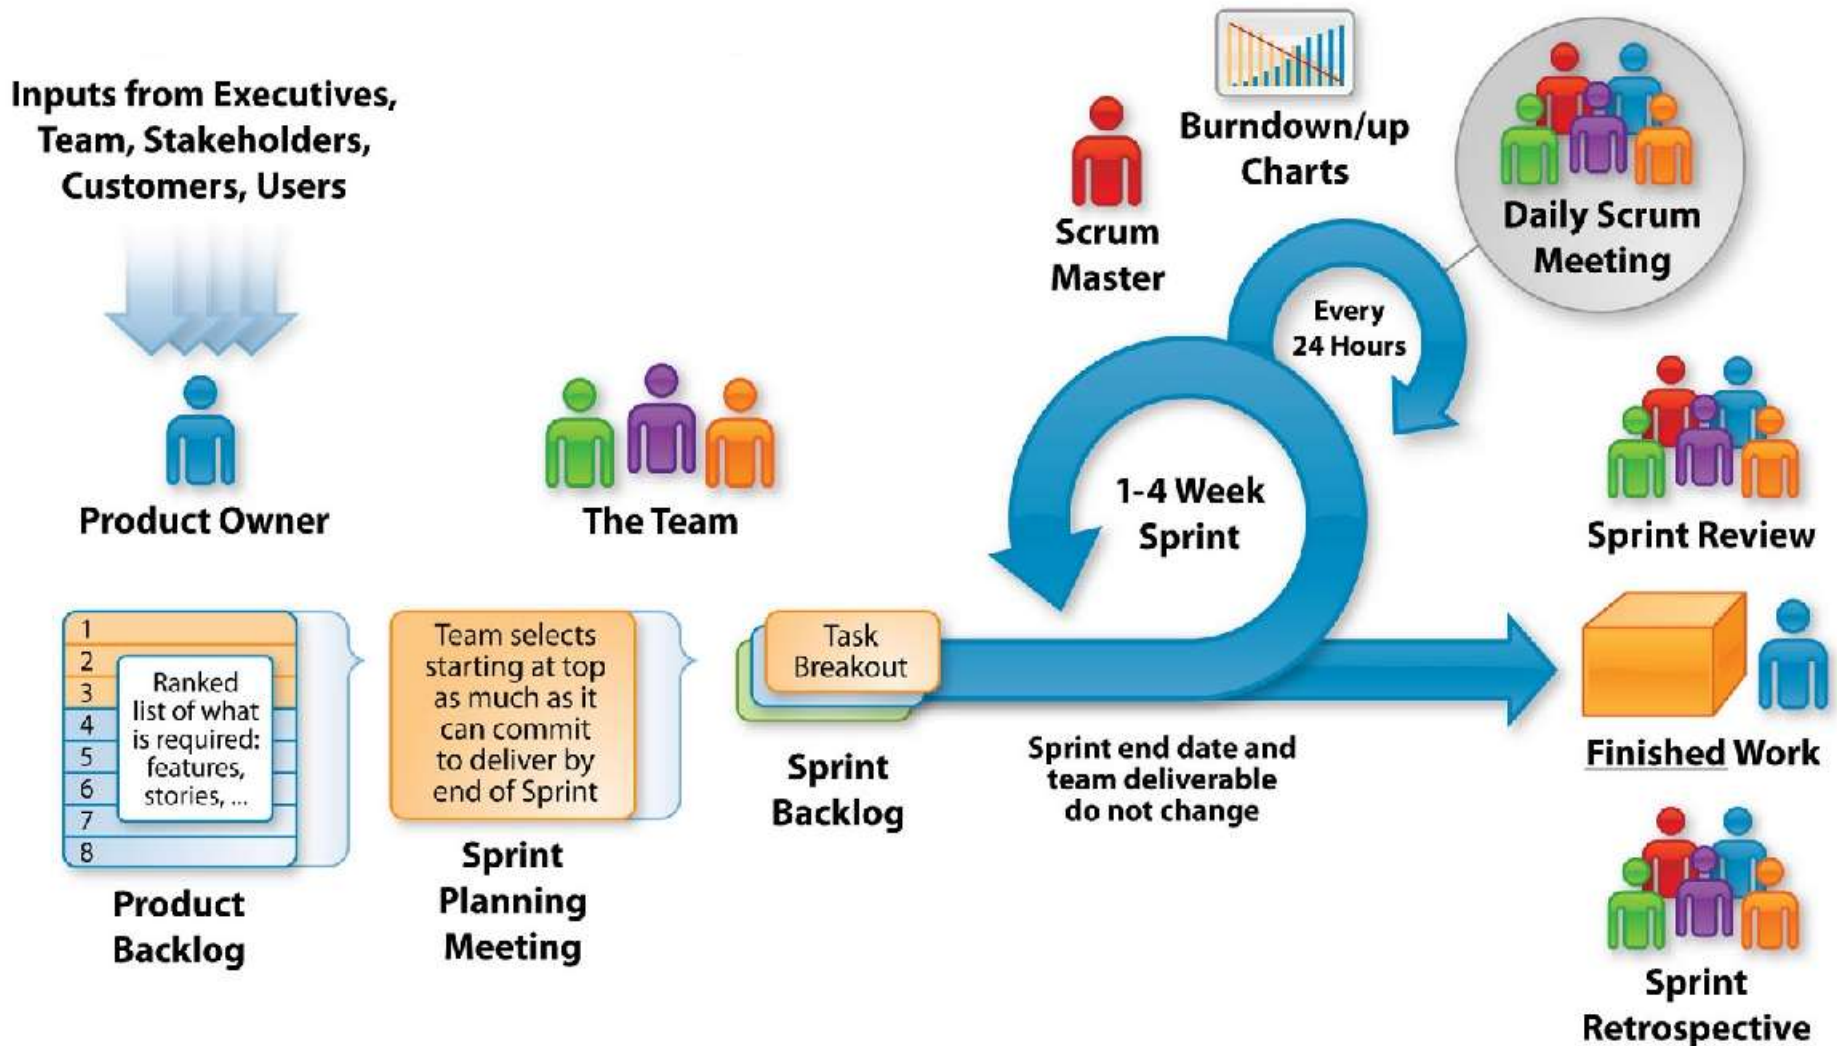 Inputs from Executives,
Team, Stakeholders,
Customers, Users
Product Owner
The Team
Scrum
Master
Burndown/up
Charts
Daily Scrum
Meeting
Every
24 Hours
1-4 Week
Sprint
Sprint Review
1
2
3
4
5
6
7
8
Ranked
list of what
is required:
features,
stories, ...
Product
Backlog
Team selects
starting at top
as much as it
can commit
to deliver by
end of Sprint
Sprint
Planning
Meeting
Task
Breakout
Sprint
Backlog
Sprint end date and
team deliverable
do not change
Finished Work
Sprint
Retrospective